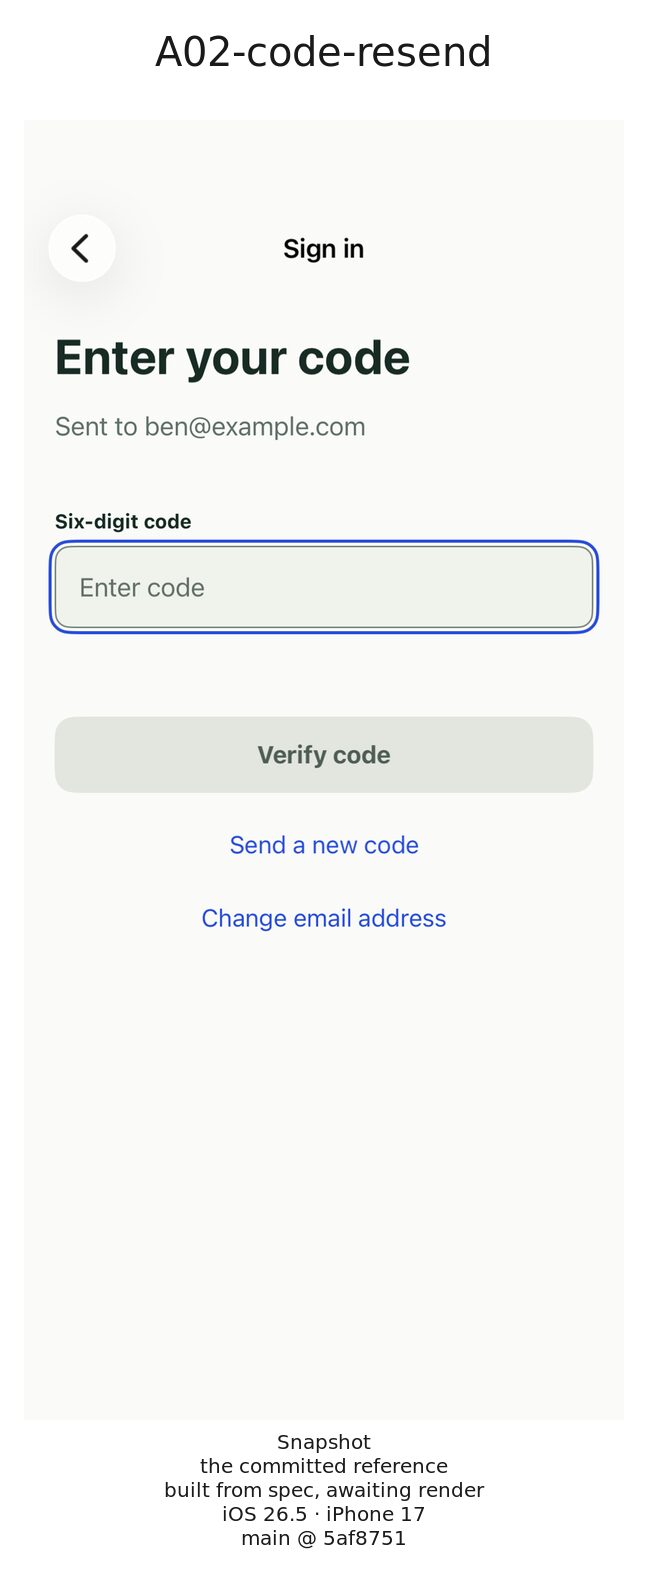 A02-code-resend
Sign in
Enter your code
Sent to ben@example.com
Six-digit code
Enter code
Verify code
Send a new code
Change email address
Snapshot
the committed reference
built from spec, awaiting render
iOS 26.5 · iPhone 17
main @ 5af8751